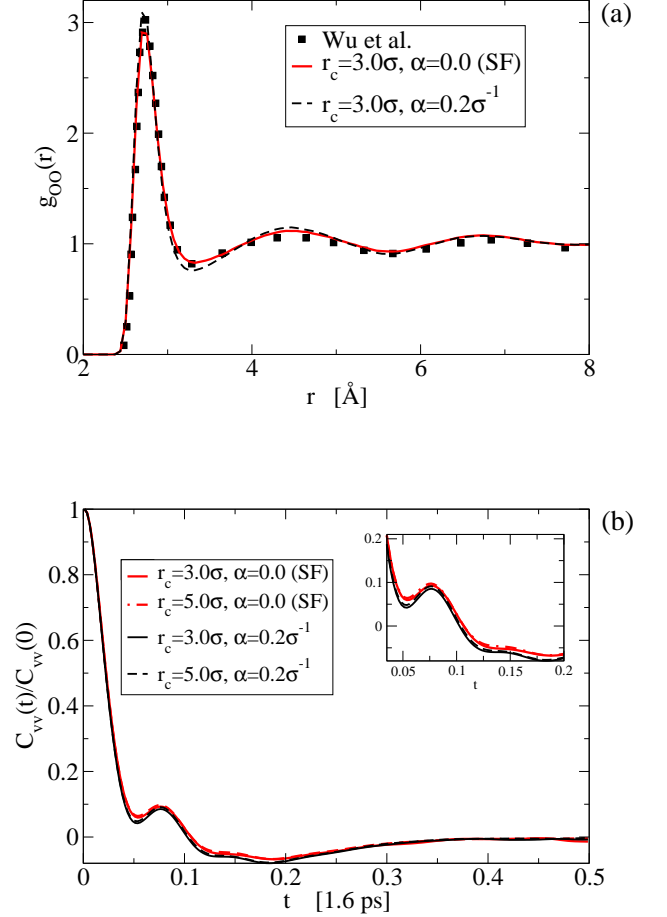 (a)
3
2
1
0
g_OO(r)
Wu et al.
r_c=3.0σ, α=0.0 (SF)
r_c=3.0σ, α=0.2σ^-1
2 4 6 8
r [Å]
(b)
1
0.8
0.6
0.4
0.2
0
C_vv(t)/C_vv(0)
r_c=3.0σ, α=0.0 (SF)
r_c=5.0σ, α=0.0 (SF)
r_c=3.0σ, α=0.2σ^-1
r_c=5.0σ, α=0.2σ^-1
0.2
0.1
0
0.05 0.1 0.15 0.2
t
0 0.1 0.2 0.3 0.4 0.5
t [1.6 ps]